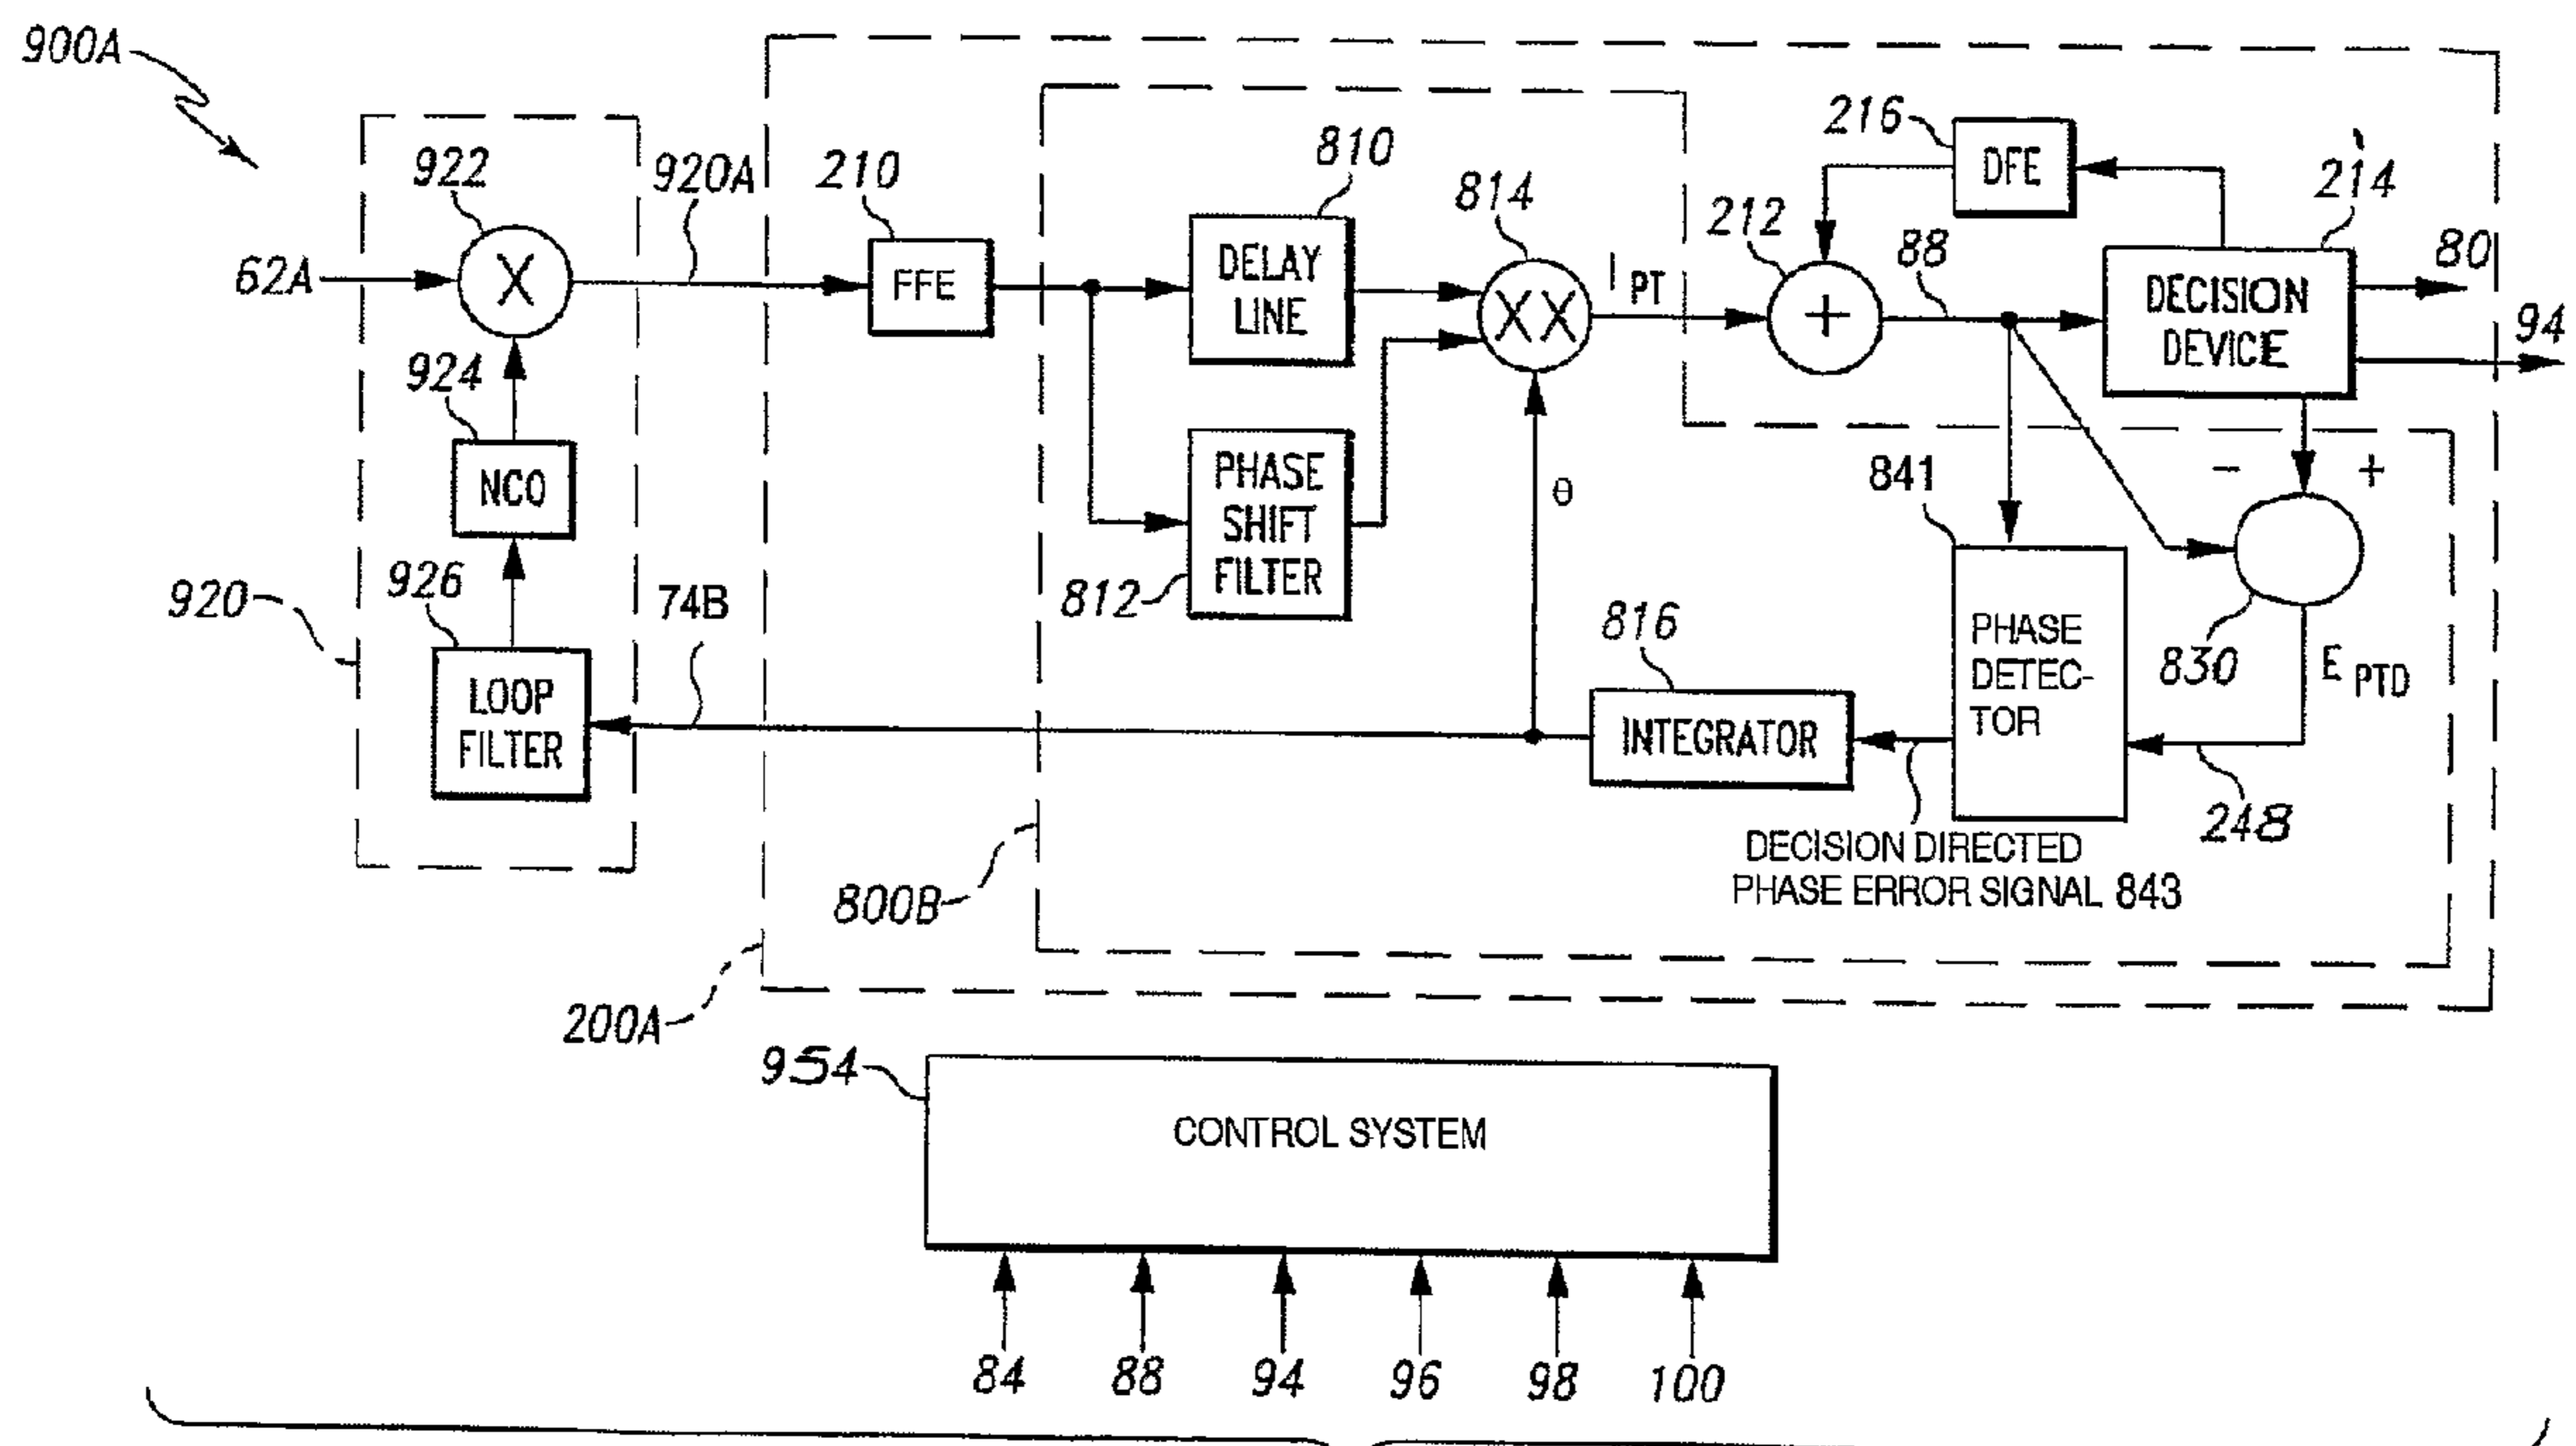 900A
922
920A
210
810
814
216
DFE
214
212
88
80
94
62A
X
FFE
DELAY
LINE
XX
I PT
+
DECISION
DEVICE
924
NCO
PHASE
SHIFT
FILTER
812
θ
841
−
+
920
926
LOOP
FILTER
74B
816
INTEGRATOR
PHASE
DETEC-
TOR
830
E PTD
248
DECISION DIRECTED
PHASE ERROR SIGNAL 843
800B
200A
954
CONTROL SYSTEM
84
88
94
96
98
100